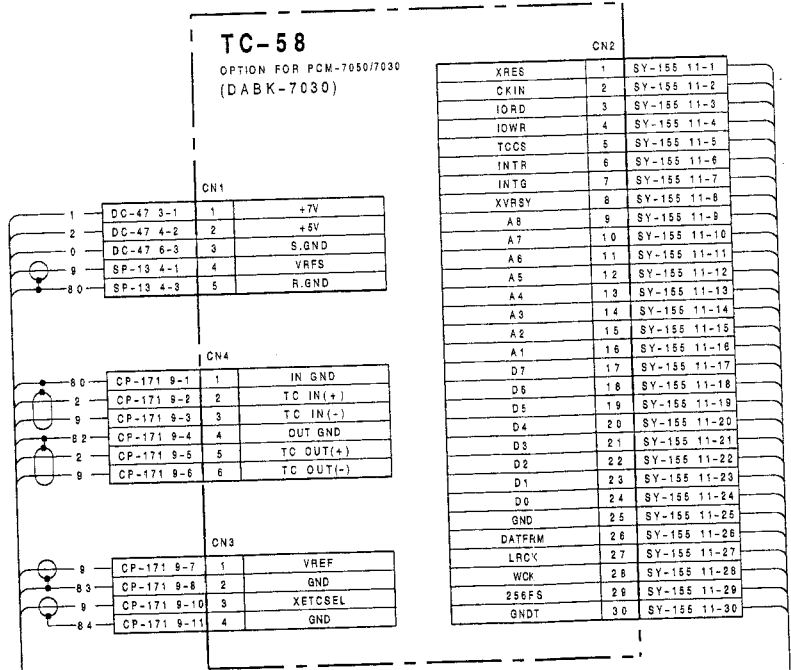 TC-58
OPTION FOR PCM-7050/7030
(DABK-7030)
CN1
1 DC-47 3-1 1 +7V
2 DC-47 4-2 2 +5V
0 DC-47 6-3 3 S.GND
9 SP-13 4-1 4 VRFS
80 SP-13 4-3 5 R.GND
CN4
80 CP-171 9-1 1 IN GND
2 CP-171 9-2 2 TC IN(+)
9 CP-171 9-3 3 TC IN(-)
82 CP-171 9-4 4 OUT GND
2 CP-171 9-5 5 TC OUT(+)
9 CP-171 9-6 6 TC OUT(-)
CN3
9 CP-171 9-7 1 VREF
83 CP-171 9-8 2 GND
9 CP-171 9-10 3 XETCSEL
84 CP-171 9-11 4 GND
CN2
XRES 1 SY-155 11-1
CKIN 2 SY-155 11-2
IORD 3 SY-155 11-3
IOWR 4 SY-155 11-4
TCCS 5 SY-155 11-5
INTR 6 SY-155 11-6
INTG 7 SY-155 11-7
XVRSY 8 SY-155 11-8
A8 9 SY-155 11-9
A7 10 SY-155 11-10
A6 11 SY-155 11-11
A5 12 SY-155 11-12
A4 13 SY-155 11-13
A3 14 SY-155 11-14
A2 15 SY-155 11-15
A1 16 SY-155 11-16
D7 17 SY-155 11-17
D6 18 SY-155 11-18
D5 19 SY-155 11-19
D4 20 SY-155 11-20
D3 21 SY-155 11-21
D2 22 SY-155 11-22
D1 23 SY-155 11-23
D0 24 SY-155 11-24
GND 25 SY-155 11-25
DATFRM 26 SY-155 11-26
LRCK 27 SY-155 11-27
WCK 28 SY-155 11-28
256FS 29 SY-155 11-29
GNDT 30 SY-155 11-30